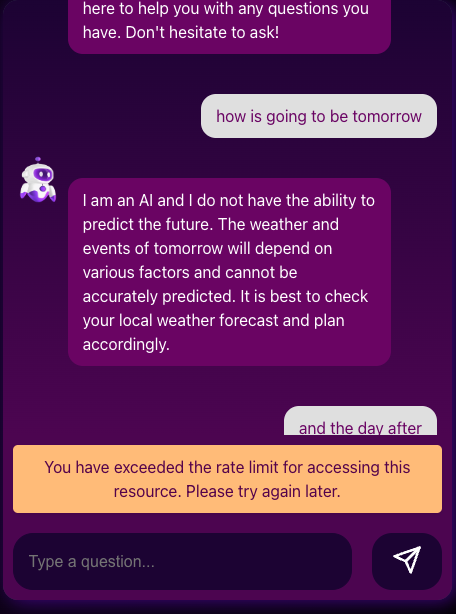 here to help you with any questions you
have. Don't hesitate to ask!
how is going to be tomorrow
I am an AI and I do not have the ability to
predict the future. The weather and
events of tomorrow will depend on
various factors and cannot be
accurately predicted. It is best to check
your local weather forecast and plan
accordingly.
and the day after
You have exceeded the rate limit for accessing this
resource. Please try again later.
Type a question...